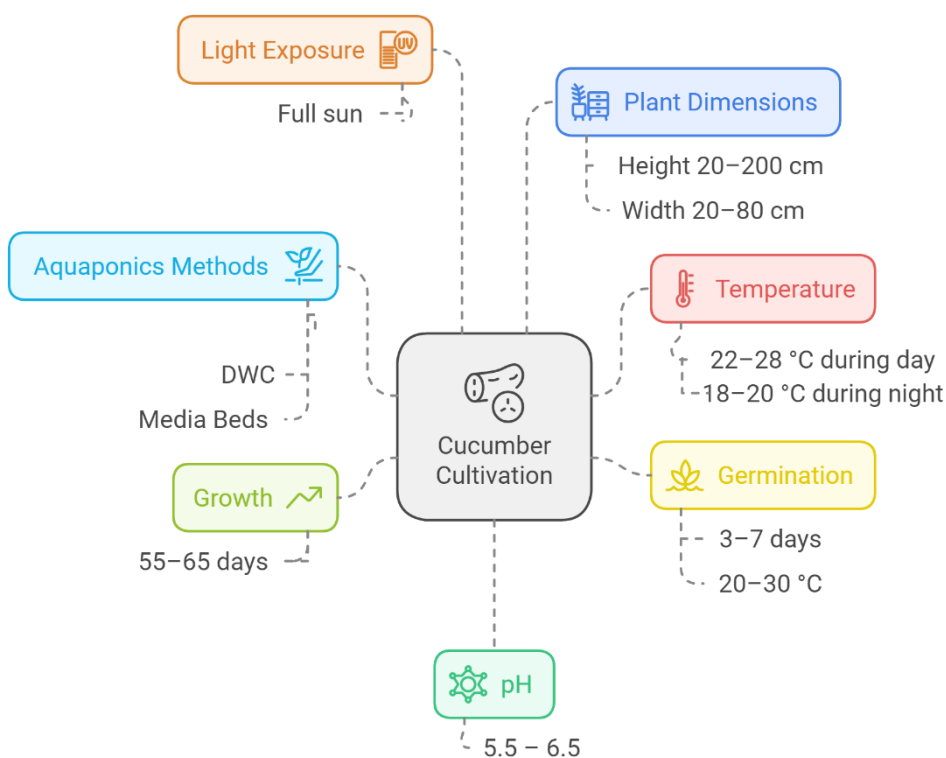 Light Exposure
UV
Full sun
Plant Dimensions
Height 20–200 cm
Width 20–80 cm
Aquaponics Methods
DWC
Media Beds
Temperature
22–28 °C during day
18–20 °C during night
Cucumber
Cultivation
Growth
55–65 days
Germination
3–7 days
20–30 °C
pH
5.5 – 6.5